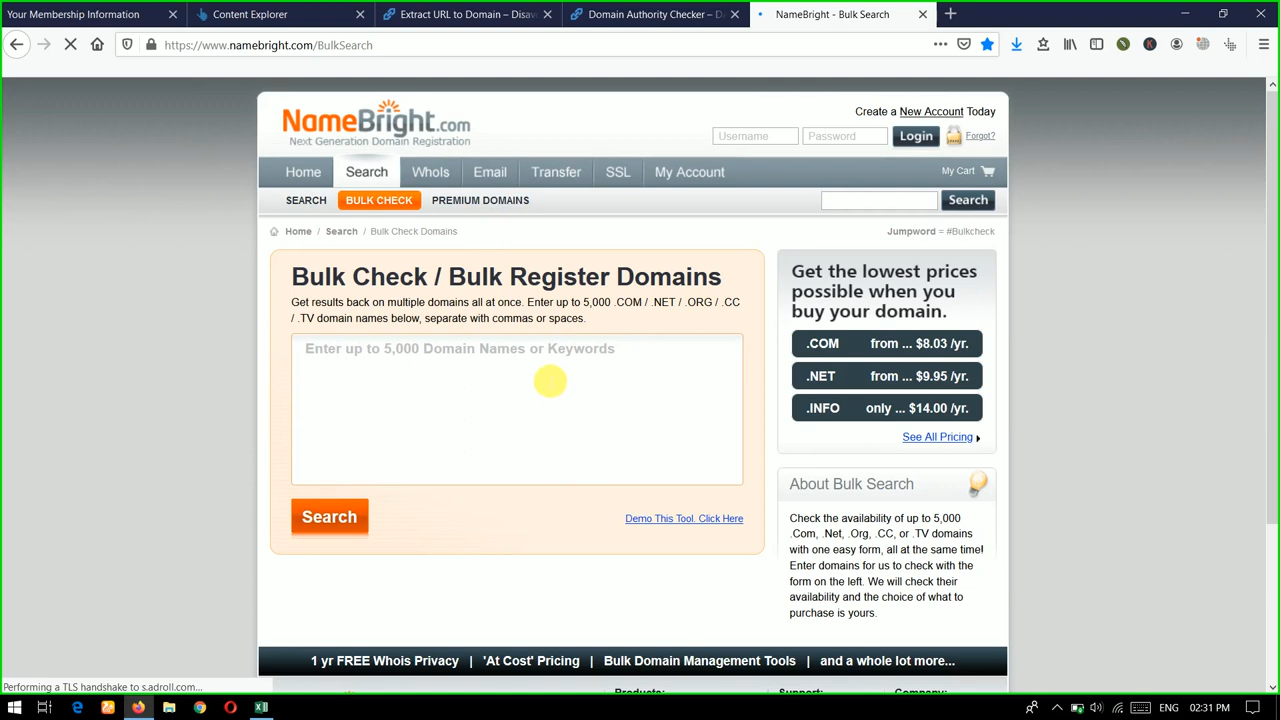 Your Membership Information
Content Explorer
Extract URL to Domain – Disav
Domain Authority Checker – D
NameBright - Bulk Search
https://www.namebright.com/BulkSearch
NameBright.com
Next Generation Domain Registration
Create a New Account Today
Username
Password
Login
Forgot?
Home
Search
WhoIs
Email
Transfer
SSL
My Account
My Cart
SEARCH
BULK CHECK
PREMIUM DOMAINS
Search
Home / Search / Bulk Check Domains
Jumpword = #Bulkcheck
Bulk Check / Bulk Register Domains
Get results back on multiple domains all at once. Enter up to 5,000 .COM / .NET / .ORG / .CC
/ .TV domain names below, separate with commas or spaces.
Enter up to 5,000 Domain Names or Keywords
Search
Demo This Tool. Click Here
Get the lowest prices
possible when you
buy your domain.
.COM from ... $8.03 /yr.
.NET from ... $9.95 /yr.
.INFO only ... $14.00 /yr.
See All Pricing
About Bulk Search
Check the availability of up to 5,000
.Com, .Net, .Org, .CC, or .TV domains
with one easy form, all at the same time!
Enter domains for us to check with the
form on the left. We will check their
availability and the choice of what to
purchase is yours.
1 yr FREE Whois Privacy | 'At Cost' Pricing | Bulk Domain Management Tools | and a whole lot more...
Products:
Support:
Company:
Performing a TLS handshake to s.adroll.com...
ENG
02:31 PM